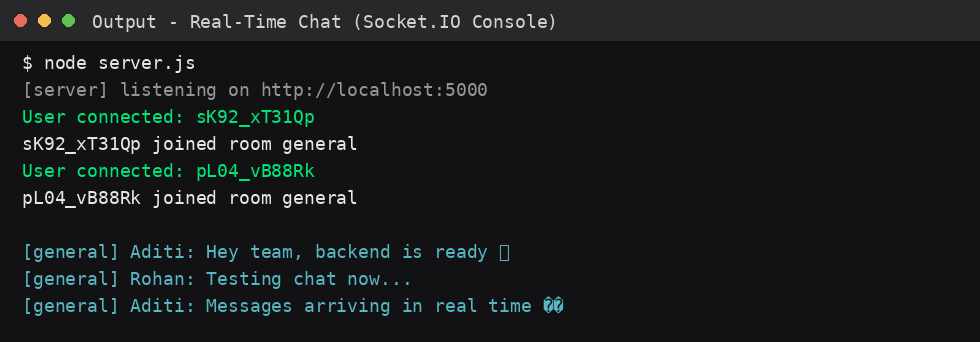 Output - Real-Time Chat (Socket.IO Console)
$ node server.js
[server] listening on http://localhost:5000
User connected: sK92_xT31Qp
sK92_xT31Qp joined room general
User connected: pL04_vB88Rk
pL04_vB88Rk joined room general
[general] Aditi: Hey team, backend is ready
[general] Rohan: Testing chat now...
[general] Aditi: Messages arriving in real time ��